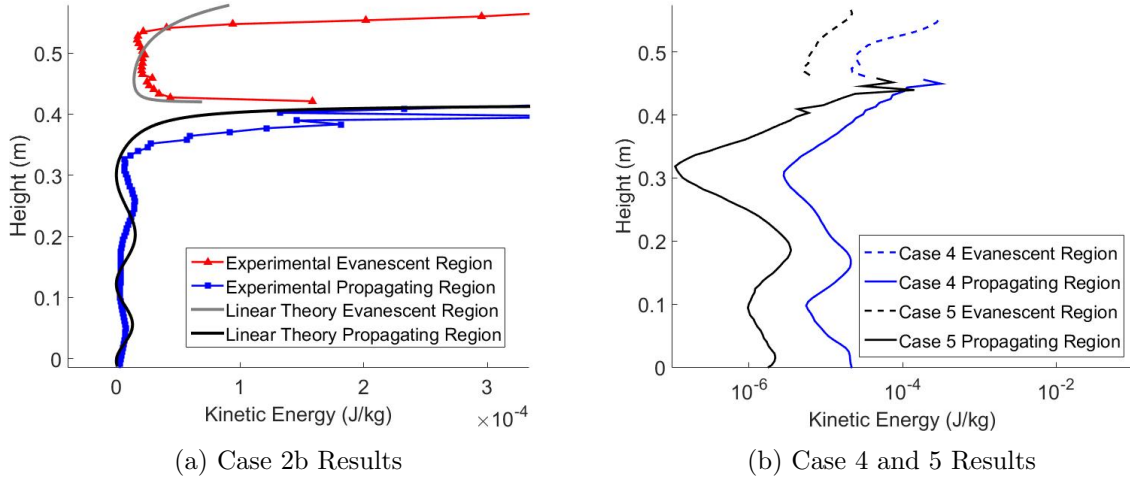 0.5
0.4
0.3
0.2
0.1
0
Height (m)
Experimental Evanescent Region
Experimental Propagating Region
Linear Theory Evanescent Region
Linear Theory Propagating Region
0 1 2 3
Kinetic Energy (J/kg) ×10⁻⁴
(a) Case 2b Results
0.5
0.4
0.3
0.2
0.1
0
Height (m)
Case 4 Evanescent Region
Case 4 Propagating Region
Case 5 Evanescent Region
Case 5 Propagating Region
10⁻⁶ 10⁻⁴ 10⁻²
Kinetic Energy (J/kg)
(b) Case 4 and 5 Results